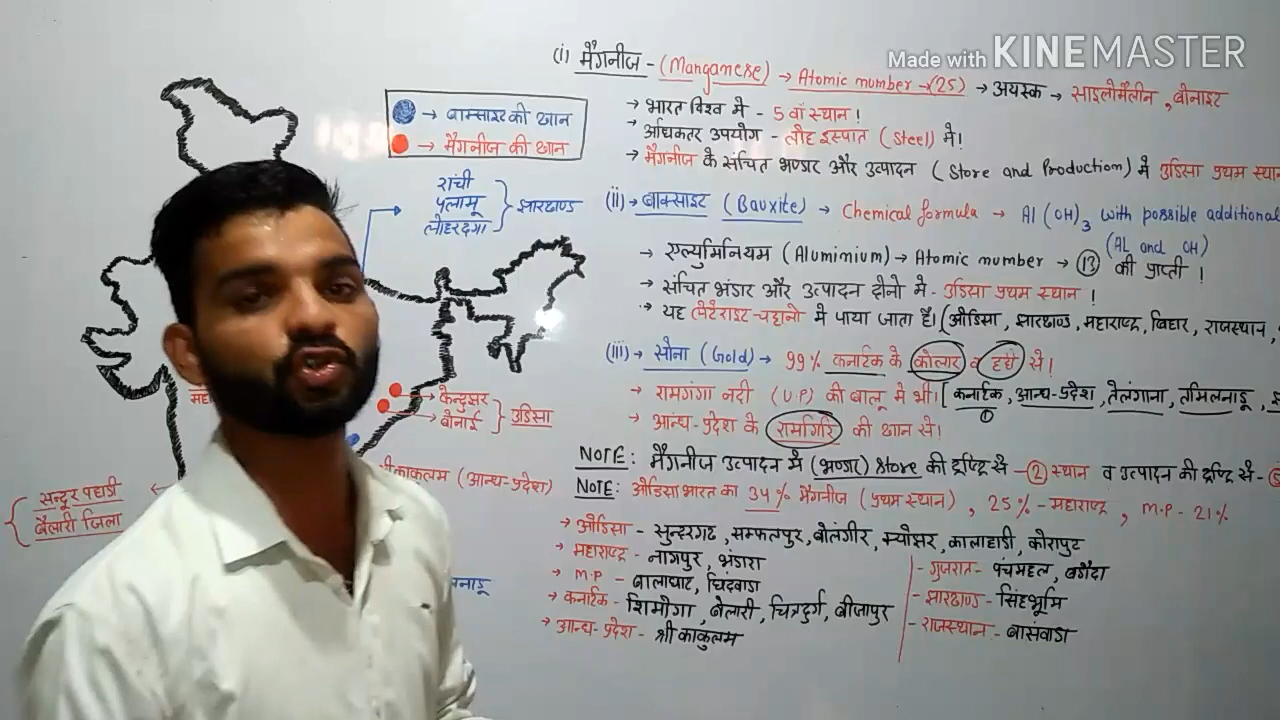 Made with KINEMASTER
(i) मैंगनीज - (Manganese) → Atomic number → (25) → अयस्क → साइलोमैलीन, बोनाइट
→ भारत विश्व में - 5 वॉ स्थान !
→ अधिकतर उपयोग - लौह इस्पात (Steel) में!
→ मैंगनीज के संचित भण्डार और उत्पादन (Store and Production) में उडिसा प्रथम स्थान
→ बाक्साइट की खान
→ मैंगनीज की खान
रांची
पलामू
लोहरदगा
झारखण्ड
(ii) → बाक्साइट (Bauxite) → Chemical formula → Al(OH)3 with possible additional
(AL and OH)
→ एल्युमिनियम (Aluminium) → Atomic number → 13 की प्राप्ती !
→ संचित भंडार और उत्पादन दोनो में - उडिसा प्रथम स्थान !
→ यह लेटैराइट-चट्टानो में पाया जाता है। (ओडिसा, झारखण्ड, महाराष्ट्र, बिहार, राजस्थान,
(iii) → सोना (Gold) → 99% कनार्टक के कोलार व हट्टी से!
→ रामगंगा नदी (U.P) की बालू में भी। [कनार्टक, आन्ध-प्रदेश, तेलंगाना, तमिलनाडू,
①
→ आंन्ध-प्रदेश के रामगिरि की खान से!
केन्दुझर
बोनाई
उडिसा
श्रीकाकुलम (आन्ध-प्रदेश)
सन्दूर पहाडी
बैलारी जिला
NOTE: मैंगनीज उत्पादन में (भण्डार) Store की द्रष्टि से - ② स्थान व उत्पादन की द्रष्टि से -
NOTE: ओडिसा भारत का 34% मैंगनीज (प्रथम स्थान), 25% - महाराष्ट्र, M.P - 21%
→ ओडिसा - सुन्दरगढ, सम्फलपुर, बोलंगीर, क्योंझर, कालाहांडी, कोरापुट
→ महाराष्ट्र - नागपुर, भंडारा
→ M.P - बालाघाट, छिंदवाडा
→ कनार्टक - शिमोगा, बेलारी, चित्रदुर्ग, बीजापुर
→ आन्ध-प्रदेश - श्रीकाकुलम
- गुजरात - पंचमहल, बडौदा
- झारखण्ड - सिंहभूमि
- राजस्थान - बासंवाडा